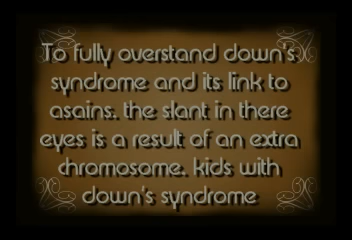 To fully overstand down's
syndrome and its link to
asains. the slant in there
eyes is a result of an extra
chromosome. kids with
down's syndrome